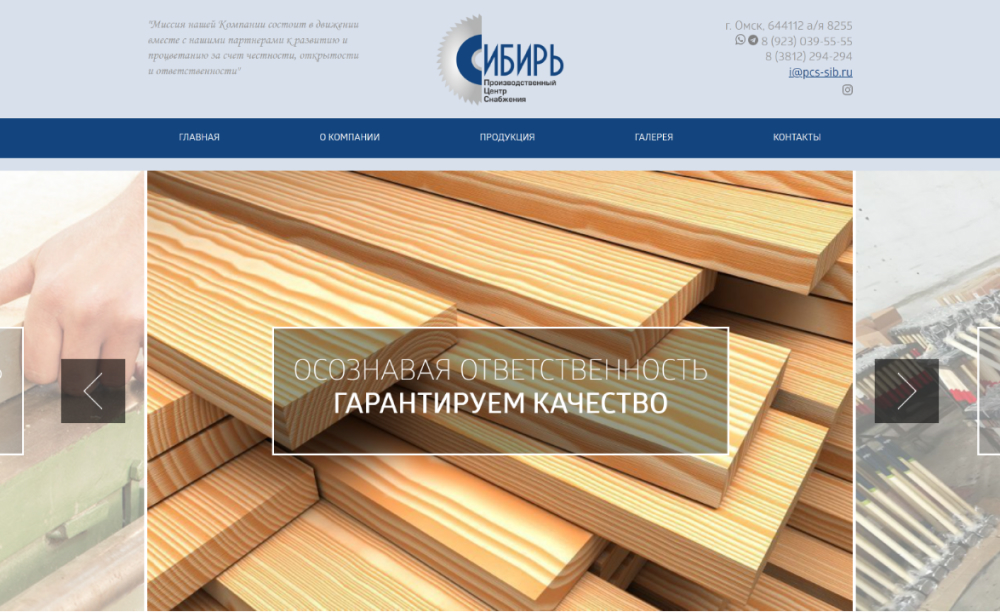 "Миссия нашей Компании состоит в движении
вместе с нашими партнерами к развитию и
процветанию за счет честности, открытости
и ответственности"
СИБИРЬ
Производственный
Центр
Снабжения
г. Омск, 644112 а/я 8255
8 (923) 039-55-55
8 (3812) 294-294
i@pcs-sib.ru
ГЛАВНАЯ О КОМПАНИИ ПРОДУКЦИЯ ГАЛЕРЕЯ КОНТАКТЫ
ОСОЗНАВАЯ ОТВЕТСТВЕННОСТЬ
ГАРАНТИРУЕМ КАЧЕСТВО